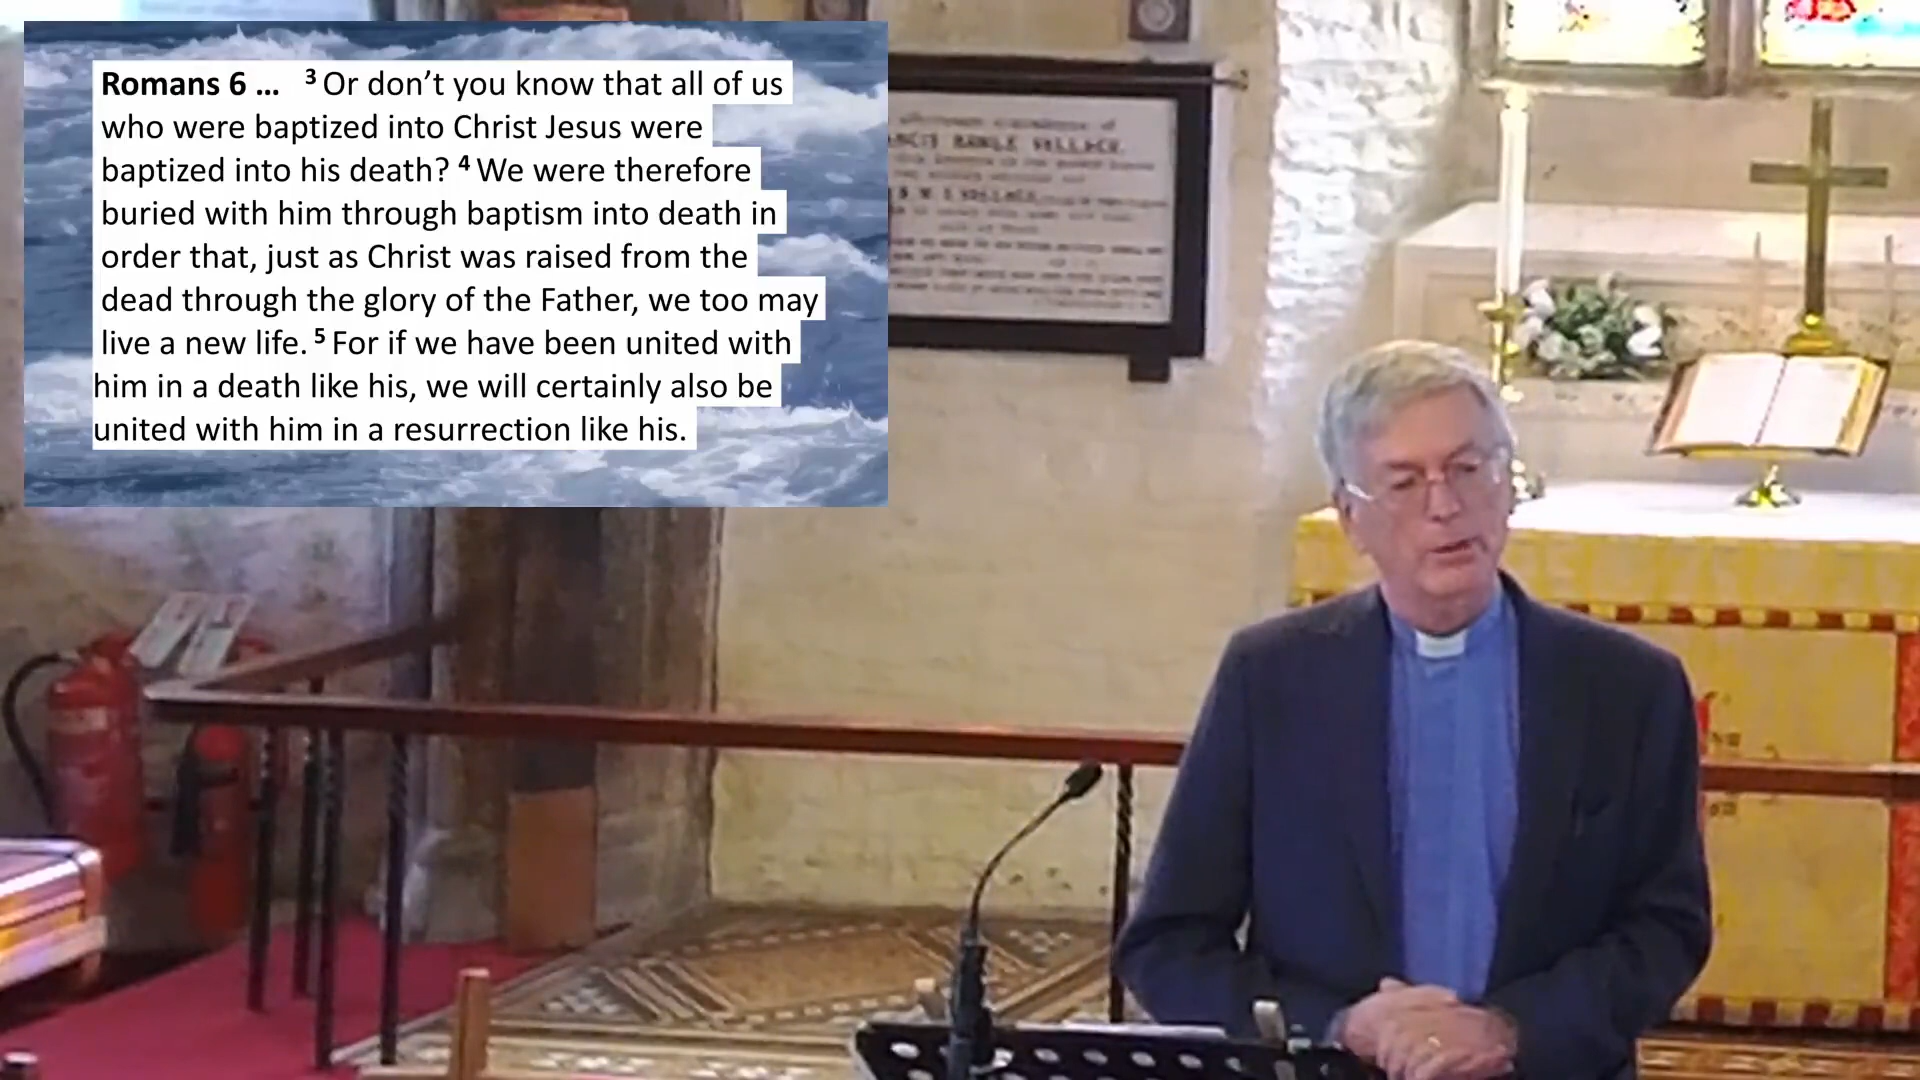 Romans 6 ... 3 Or don’t you know that all of us
who were baptized into Christ Jesus were
baptized into his death? 4 We were therefore
buried with him through baptism into death in
order that, just as Christ was raised from the
dead through the glory of the Father, we too may
live a new life. 5 For if we have been united with
him in a death like his, we will certainly also be
united with him in a resurrection like his.